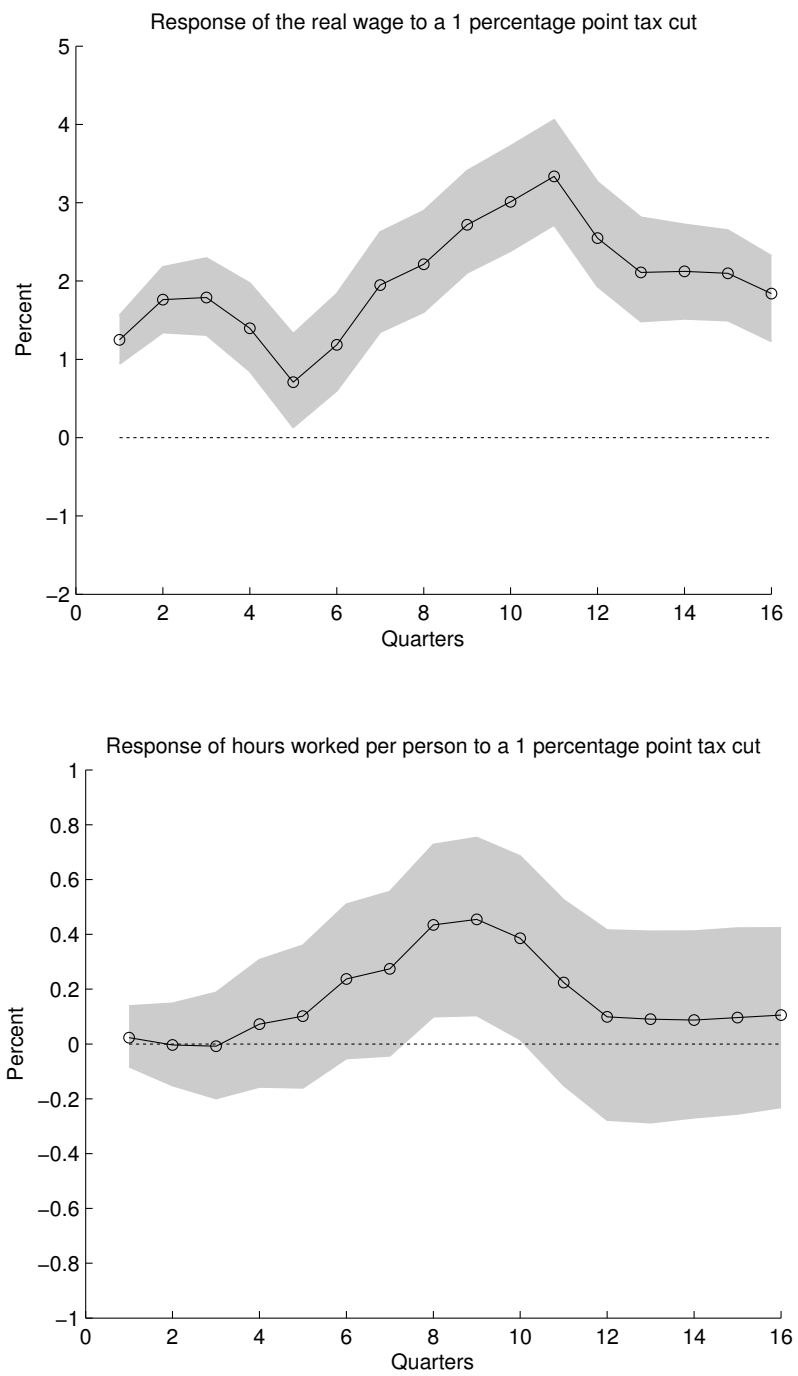 Response of the real wage to a 1 percentage point tax cut
5
4
3
2
1
0
−1
−2
Percent
0 2 4 6 8 10 12 14 16
Quarters
Response of hours worked per person to a 1 percentage point tax cut
1
0.8
0.6
0.4
0.2
0
−0.2
−0.4
−0.6
−0.8
−1
Percent
0 2 4 6 8 10 12 14 16
Quarters